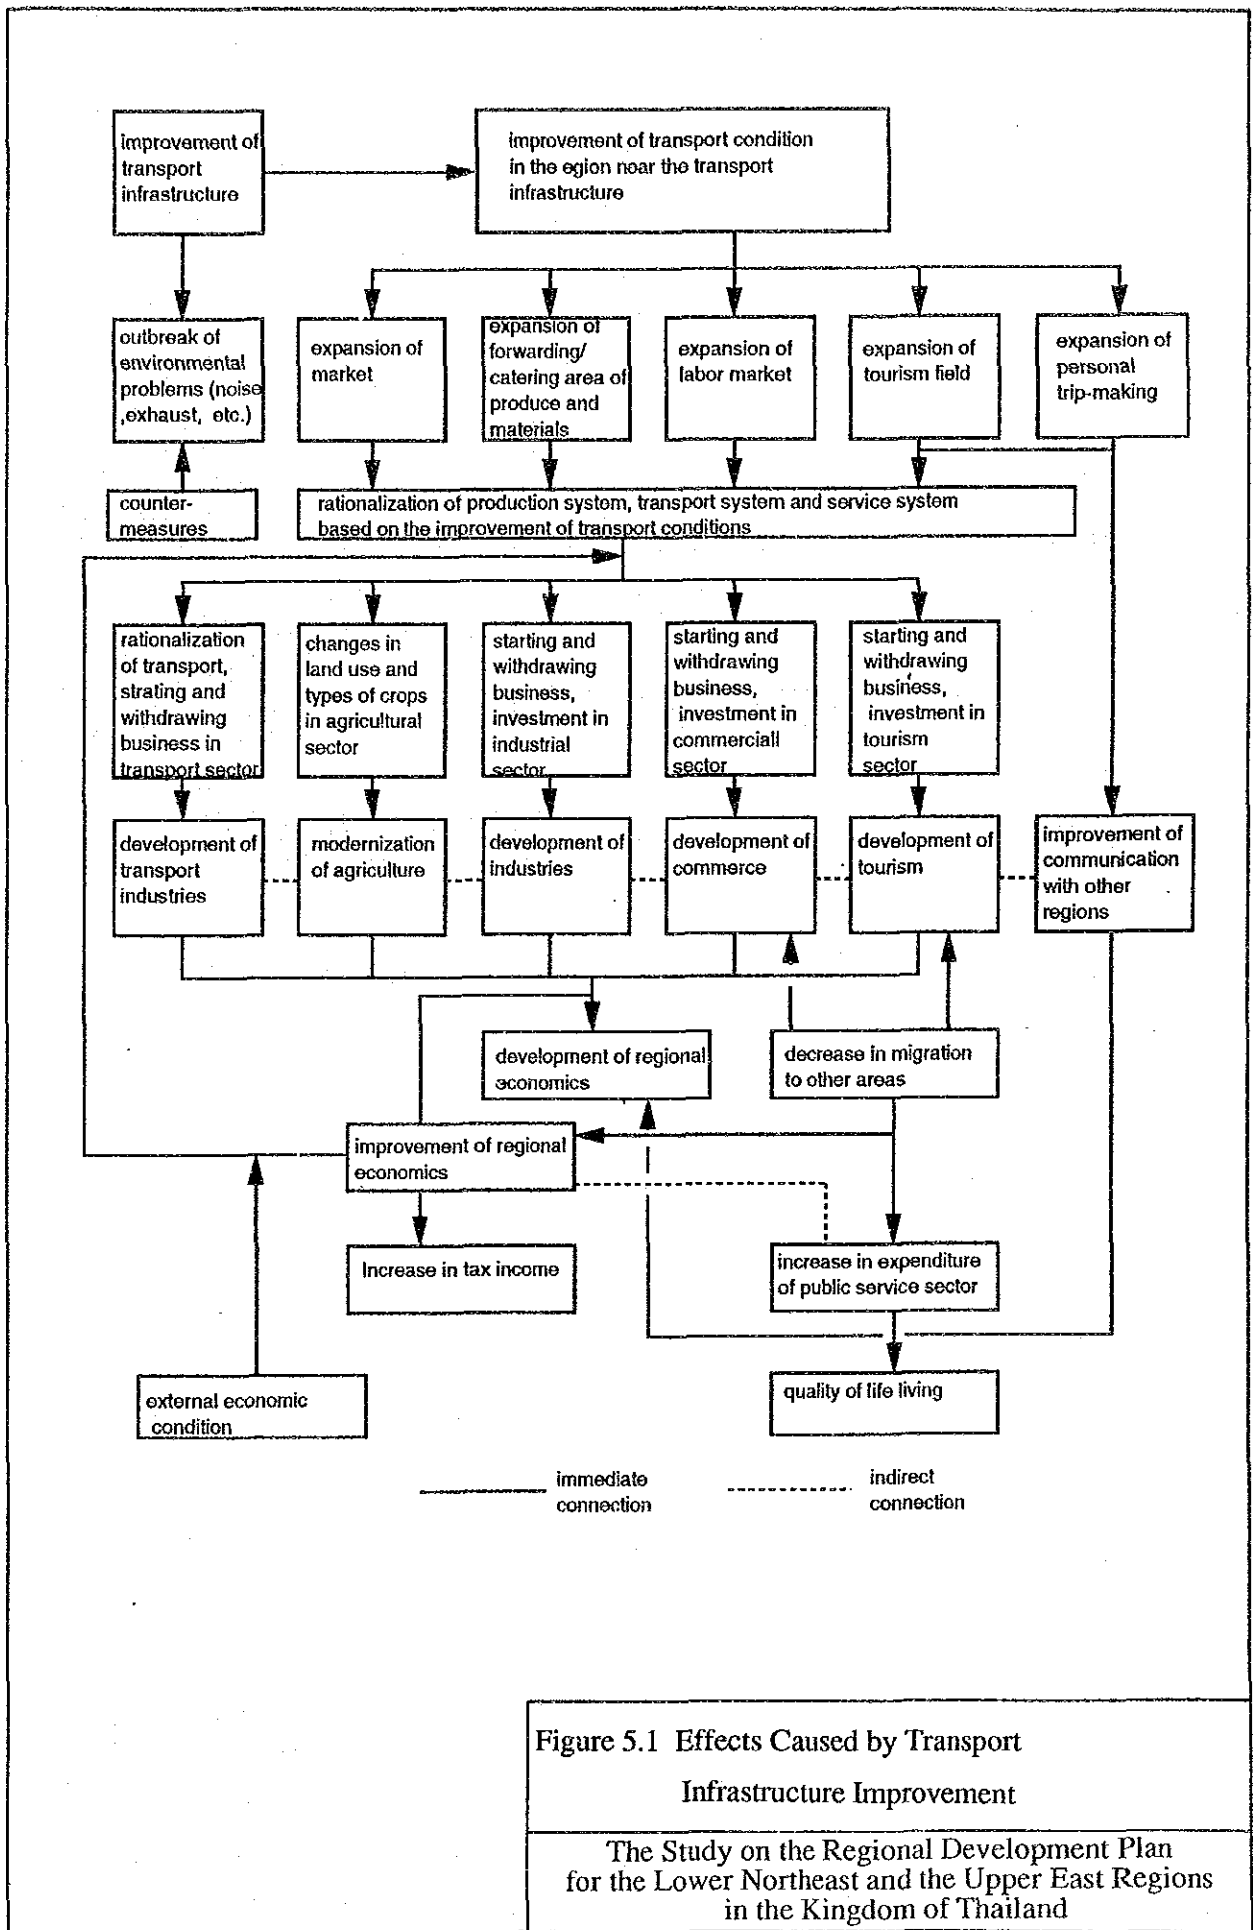 improvement of
transport
infrastructure
improvement of transport condition
in the egion near the transport
infrastructure
outbreak of
environmental
problems (noise
,exhaust, etc.)
expansion of
market
expansion of
forwarding/
catering area of
produce and
materials
expansion of
labor market
expansion of
tourism field
expansion of
personal
trip-making
counter-
measures
rationalization of production system, transport system and service system
based on the improvement of transport conditions
rationalization
of transport,
strating and
withdrawing
business in
transport sector
changes in
land use and
types of crops
in agricultural
sector
starting and
withdrawing
business,
investment in
industrial
sector
starting and
withdrawing
business,
investment in
commerciall
sector
starting and
withdrawing
business,
investment in
tourism
sector
development of
transport
industries
modernization
of agriculture
development of
industries
development of
commerce
development of
tourism
improvement of
communication
with other
regions
development of regional
economics
decrease in migration
to other areas
improvement of regional
economics
Increase in tax income
increase in expenditure
of public service sector
external economic
condition
quality of life living
immediate
connection
indirect
connection
Figure 5.1 Effects Caused by Transport
Infrastructure Improvement
The Study on the Regional Development Plan
for the Lower Northeast and the Upper East Regions
in the Kingdom of Thailand